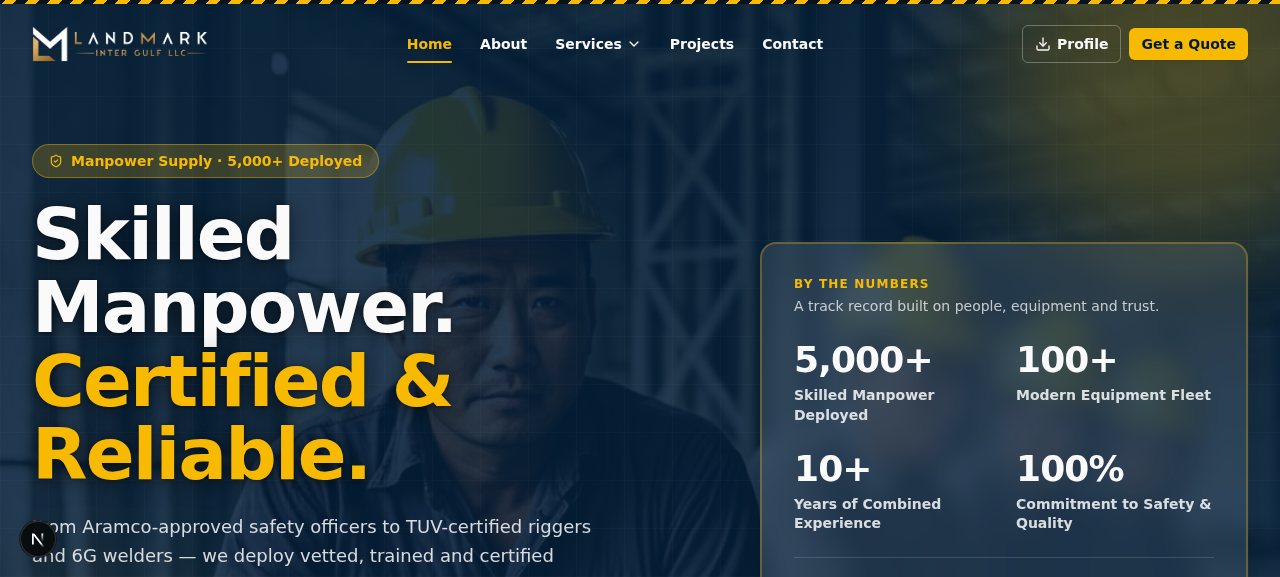 LANDMARK
INTER GULF LLC
Home
About
Services
Projects
Contact
Profile
Get a Quote
Manpower Supply · 5,000+ Deployed
Skilled
Manpower.
Certified &
Reliable.
Aramco-approved safety officers to TUV-certified riggers
and 6G welders — we deploy vetted, trained and certified
BY THE NUMBERS
A track record built on people, equipment and trust.
5,000+
Skilled Manpower
Deployed
100+
Modern Equipment Fleet
10+
Years of Combined
Experience
100%
Commitment to Safety &
Quality
N